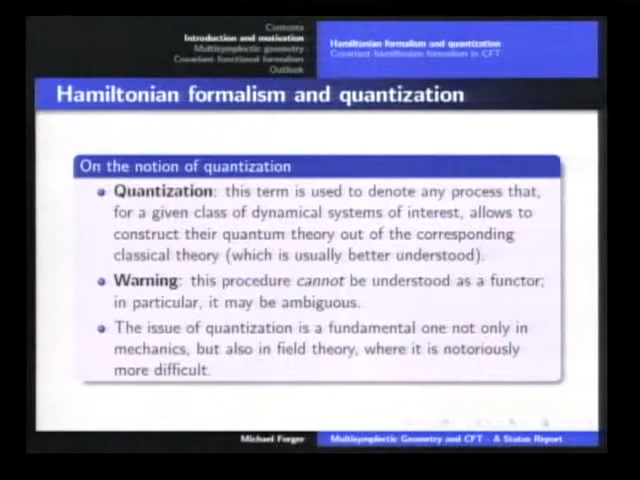 Contents
Introduction and motivation
Multisymplectic geometry
Covariant functional formalism
Outlook
Hamiltonian formalism and quantization
Covariant hamiltonian formalism in CFT
Hamiltonian formalism and quantization
On the notion of quantization
Quantization: this term is used to denote any process that,
for a given class of dynamical systems of interest, allows to
construct their quantum theory out of the corresponding
classical theory (which is usually better understood).
Warning: this procedure cannot be understood as a functor;
in particular, it may be ambiguous.
The issue of quantization is a fundamental one not only in
mechanics, but also in field theory, where it is notoriously
more difficult.
Michael Forger
Multisymplectic Geometry and CFT - A Status Report